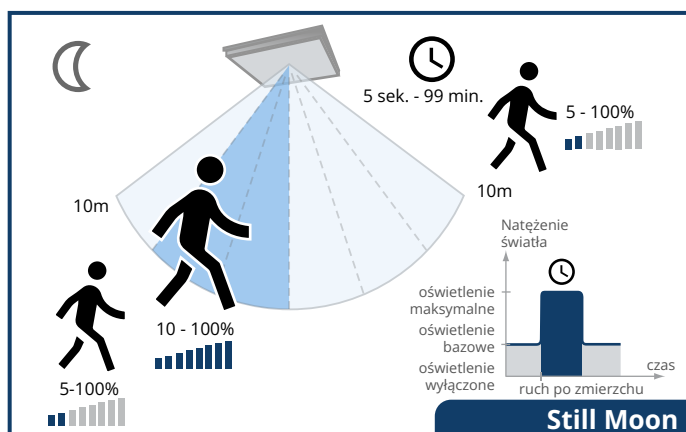 5 sek. - 99 min.
5 - 100%
10m
10m
10 - 100%
5-100%
Natężenie
światła
oświetlenie
maksymalne
oświetlenie
bazowe
oświetlenie
wyłączone
czas
ruch po zmierzchu
Still Moon